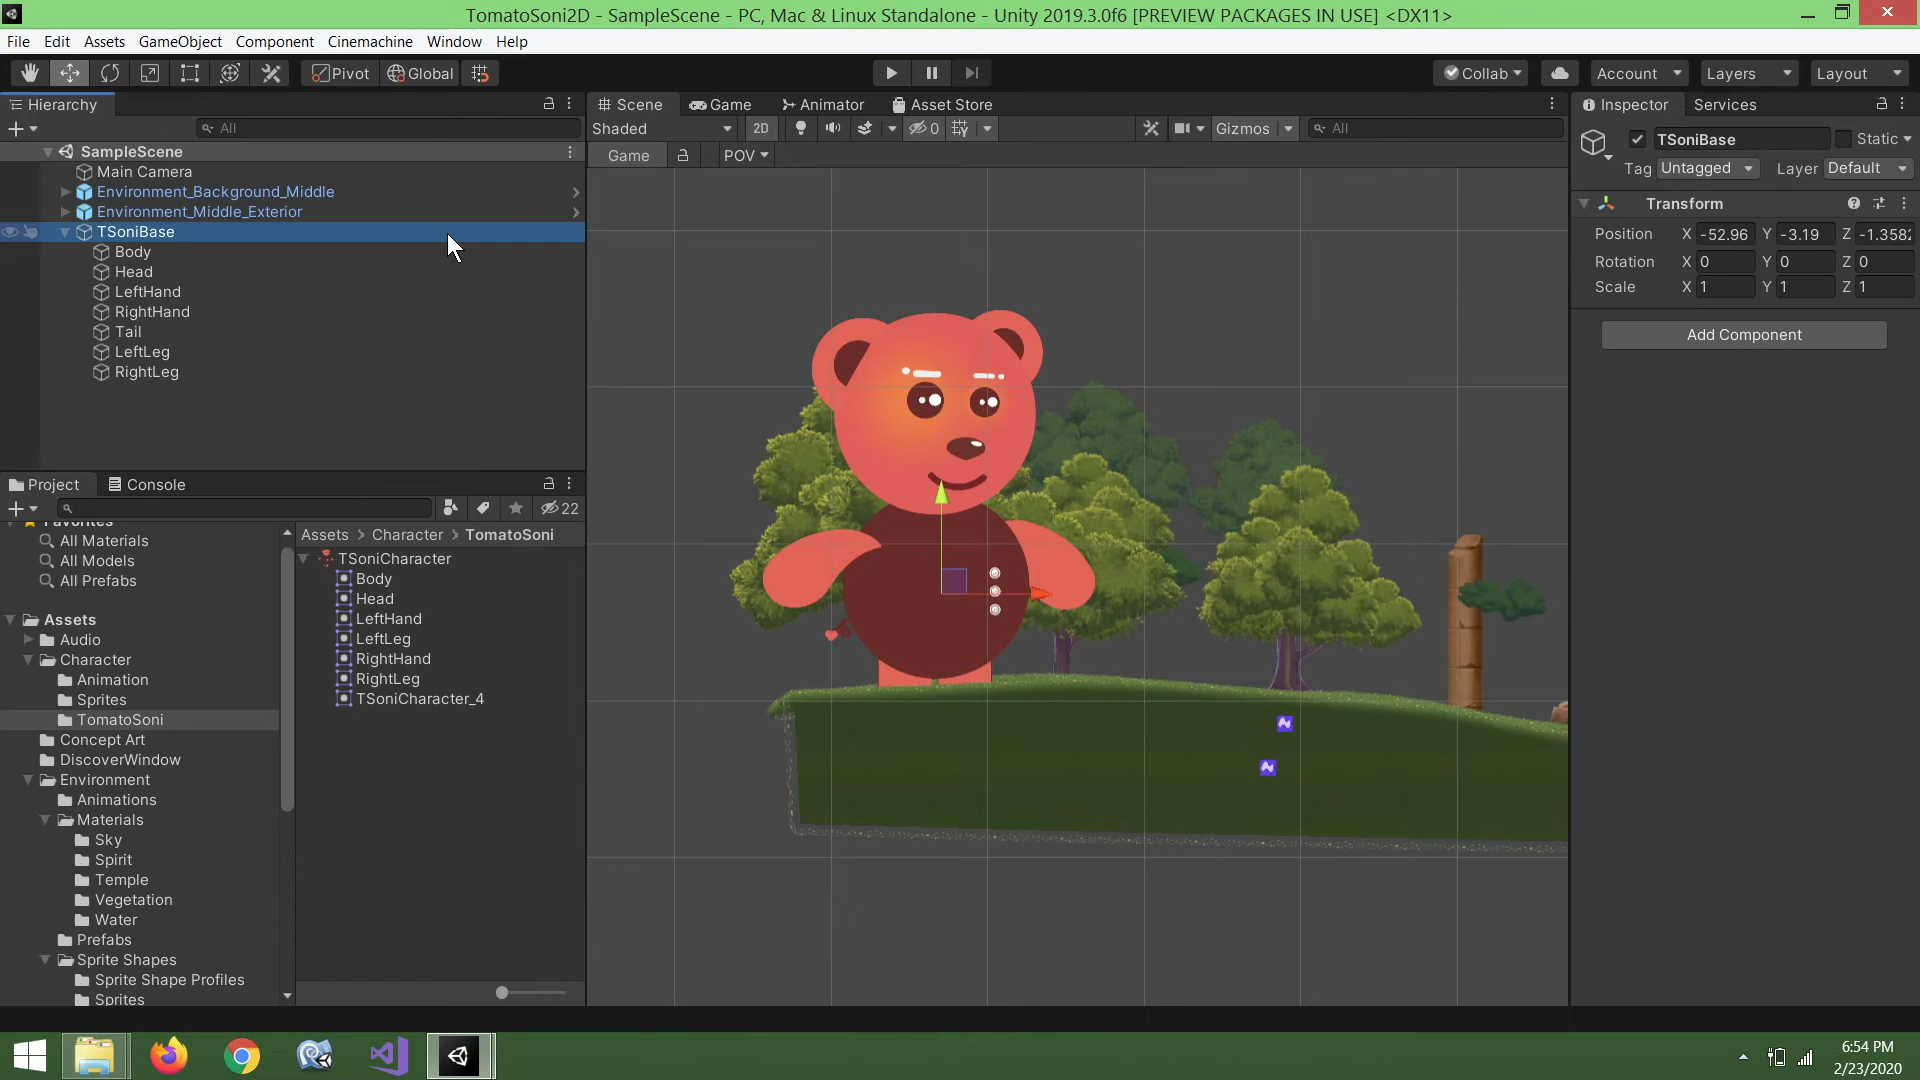 TomatoSoni2D - SampleScene - PC, Mac & Linux Standalone - Unity 2019.3.0f6 [PREVIEW PACKAGES IN USE] <DX11>
File Edit Assets GameObject Component Cinemachine Window Help
Pivot Global Collab Account Layers Layout
Hierarchy
All
SampleScene
Main Camera
Environment_Background_Middle
Environment_Middle_Exterior
TSoniBase
Body
Head
LeftHand
RightHand
Tail
LeftLeg
RightLeg
Project Console
22
Favorites
All Materials
All Models
All Prefabs
Assets
Audio
Character
Animation
Sprites
TomatoSoni
Concept Art
DiscoverWindow
Environment
Animations
Materials
Sky
Spirit
Temple
Vegetation
Water
Prefabs
Sprite Shapes
Sprite Shape Profiles
Sprites
Assets > Character > TomatoSoni
TSoniCharacter
Body
Head
LeftHand
LeftLeg
RightHand
RightLeg
TSoniCharacter_4
Scene Game Animator Asset Store
Shaded 2D 0 Gizmos All
Game POV
Inspector Services
TSoniBase Static
Tag Untagged Layer Default
Transform
Position X -52.96 Y -3.19 Z -1.3582
Rotation X 0 Y 0 Z 0
Scale X 1 Y 1 Z 1
Add Component
6:54 PM
2/23/2020